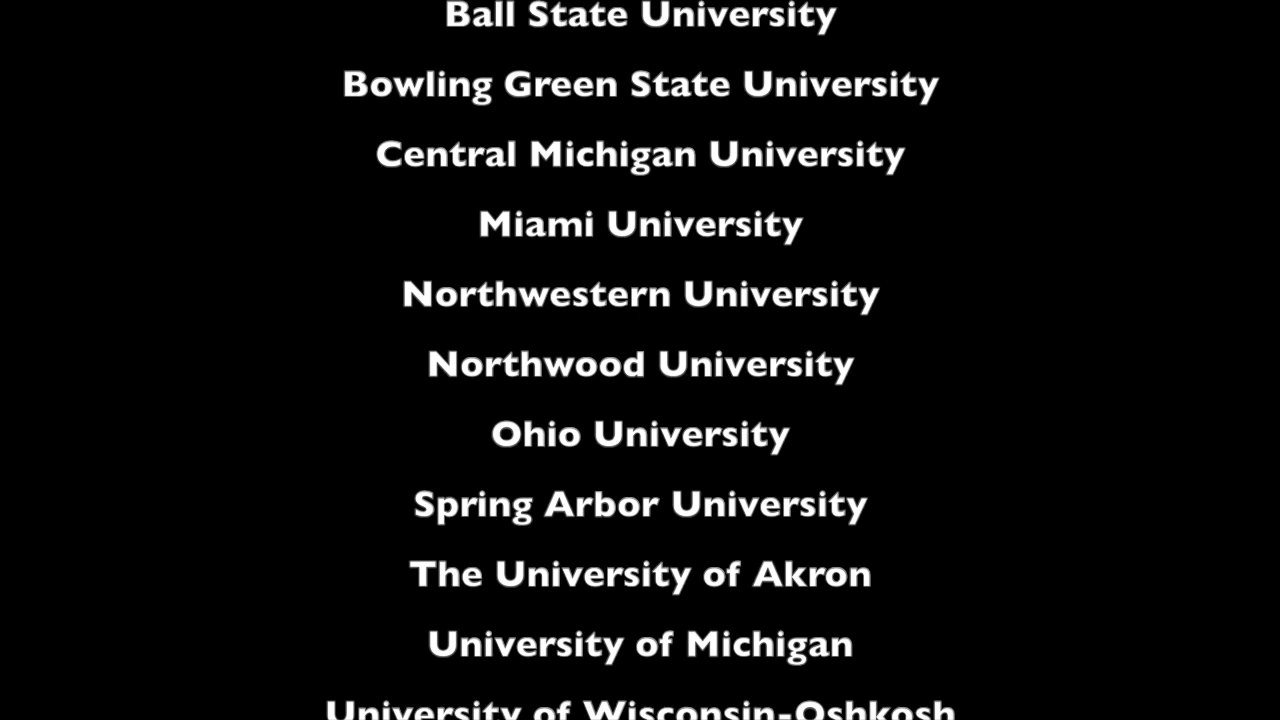 Ball State University
Bowling Green State University
Central Michigan University
Miami University
Northwestern University
Northwood University
Ohio University
Spring Arbor University
The University of Akron
University of Michigan
University of Wisconsin-Oshkosh